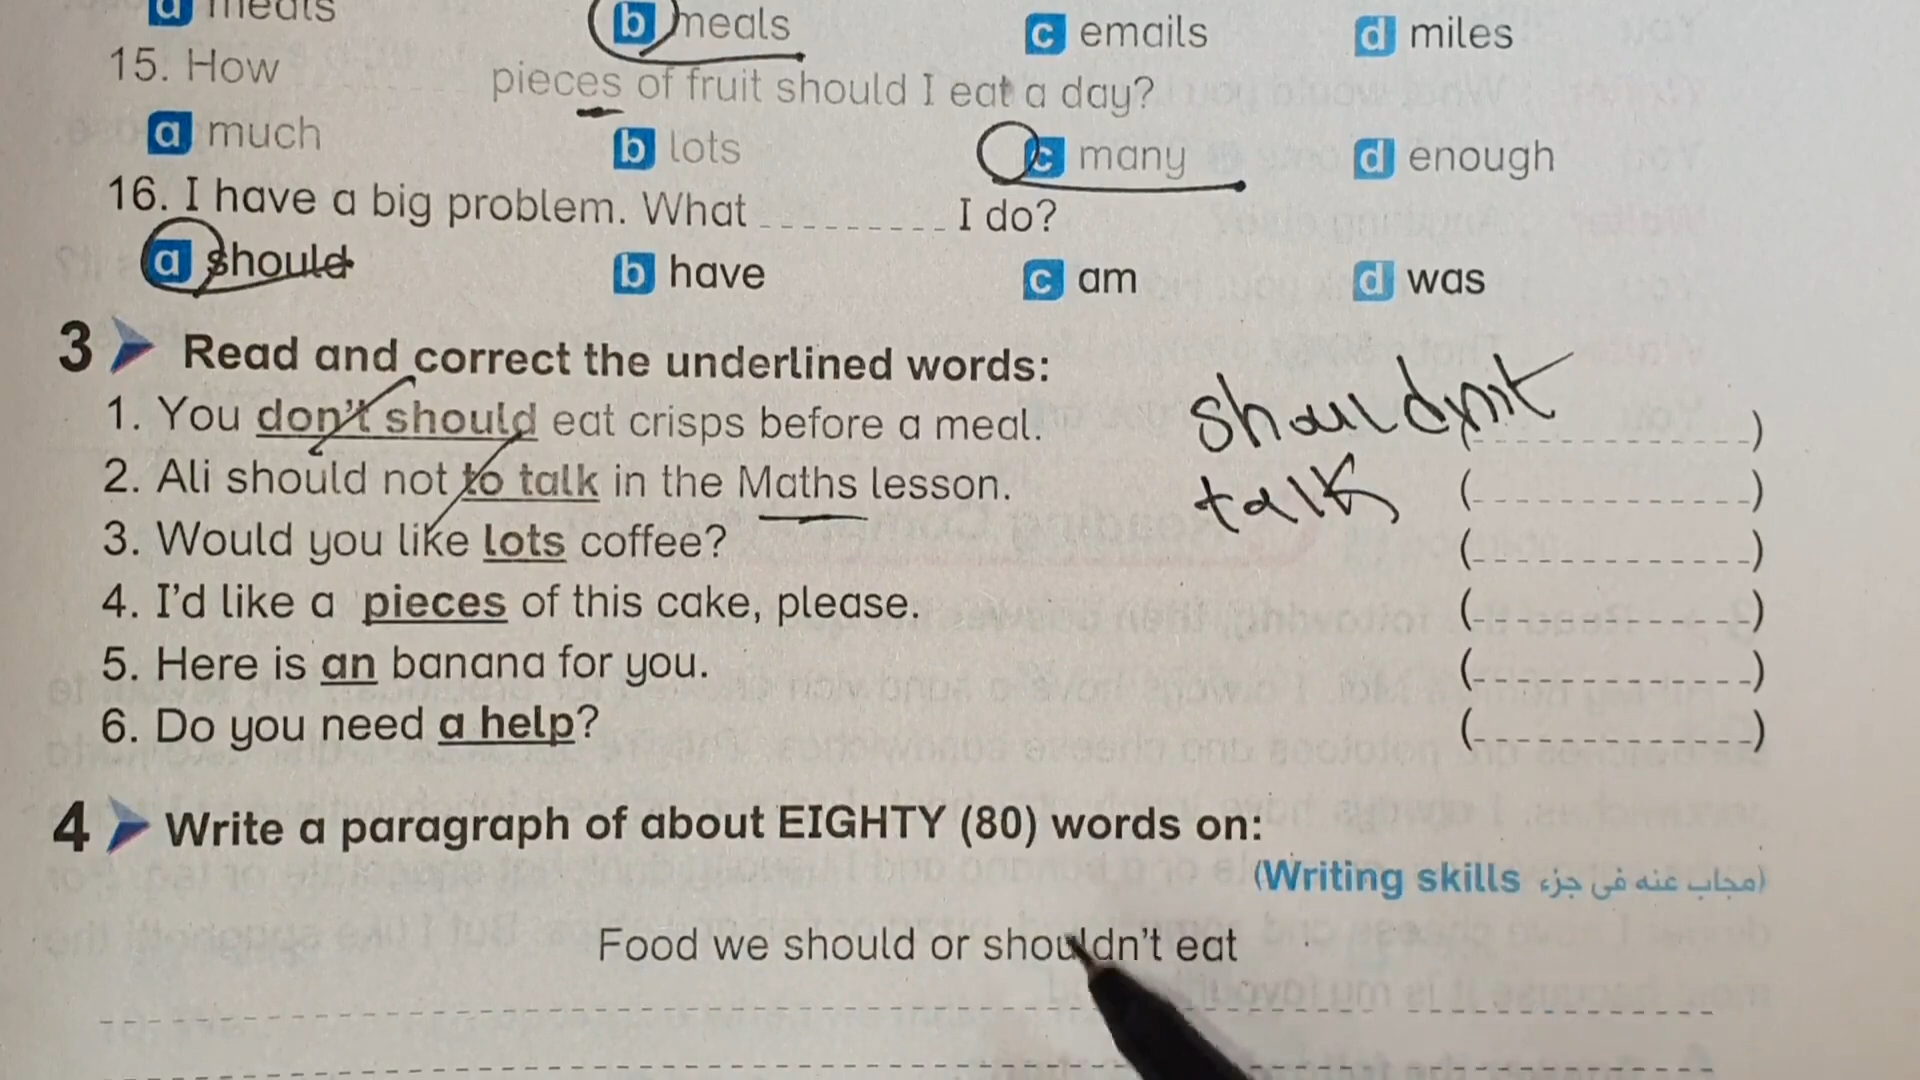 a meals b meals c emails d miles
15. How pieces of fruit should I eat a day?
a much b lots c many d enough
16. I have a big problem. What ......... I do?
a should b have c am d was
3 Read and correct the underlined words:
1. You don't should eat crisps before a meal. shouldn't (.............)
2. Ali should not to talk in the Maths lesson. talk (.............)
3. Would you like lots coffee? (.............)
4. I'd like a pieces of this cake, please. (.............)
5. Here is an banana for you. (.............)
6. Do you need a help? (.............)
4 Write a paragraph of about EIGHTY (80) words on:
(Writing skills مجاب عنه فى جزء)
Food we should or shouldn't eat